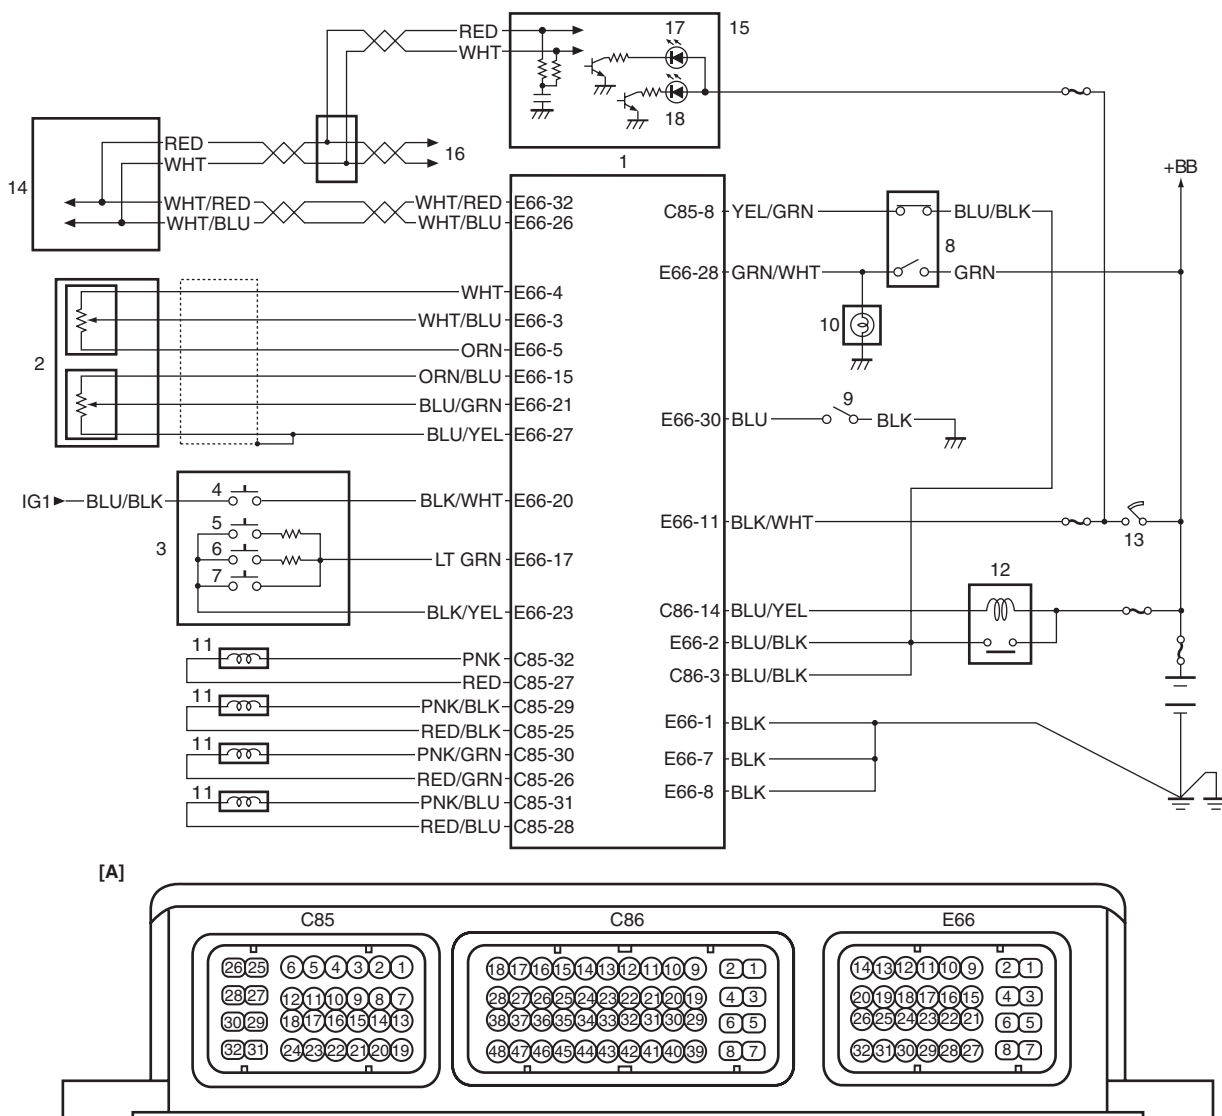 RED
WHT
17
18
15
14
RED
WHT
16
WHT/RED
WHT/BLU
WHT/RED E66-32
WHT/BLU E66-26
1
C85-8 YEL/GRN
BLU/BLK
8
E66-28 GRN/WHT
GRN
+BB
10
2
WHT E66-4
WHT/BLU E66-3
ORN E66-5
ORN/BLU E66-15
BLU/GRN E66-21
BLU/YEL E66-27
E66-30 BLU
9
BLK
IG1 BLU/BLK
3
4
5
6
7
BLK/WHT E66-20
LT GRN E66-17
BLK/YEL E66-23
E66-11 BLK/WHT
13
12
C86-14 BLU/YEL
E66-2 BLU/BLK
C86-3 BLU/BLK
11
PNK C85-32
RED C85-27
11
PNK/BLK C85-29
RED/BLK C85-25
11
PNK/GRN C85-30
RED/GRN C85-26
11
PNK/BLU C85-31
RED/BLU C85-28
E66-1 BLK
E66-7 BLK
E66-8 BLK
[A]
C85
C86
E66
26 25 6 5 4 3 2 1
28 27 12 11 10 9 8 7
30 29 18 17 16 15 14 13
32 31 24 23 22 21 20 19
18 17 16 15 14 13 12 11 10 9 2 1
28 27 26 25 24 23 22 21 20 19 4 3
38 37 36 35 34 33 32 31 30 29 6 5
48 47 46 45 44 43 42 41 40 39 8 7
14 13 12 11 10 9 2 1
20 19 18 17 16 15 4 3
26 25 24 23 22 21 6 5
32 31 30 29 28 27 8 7